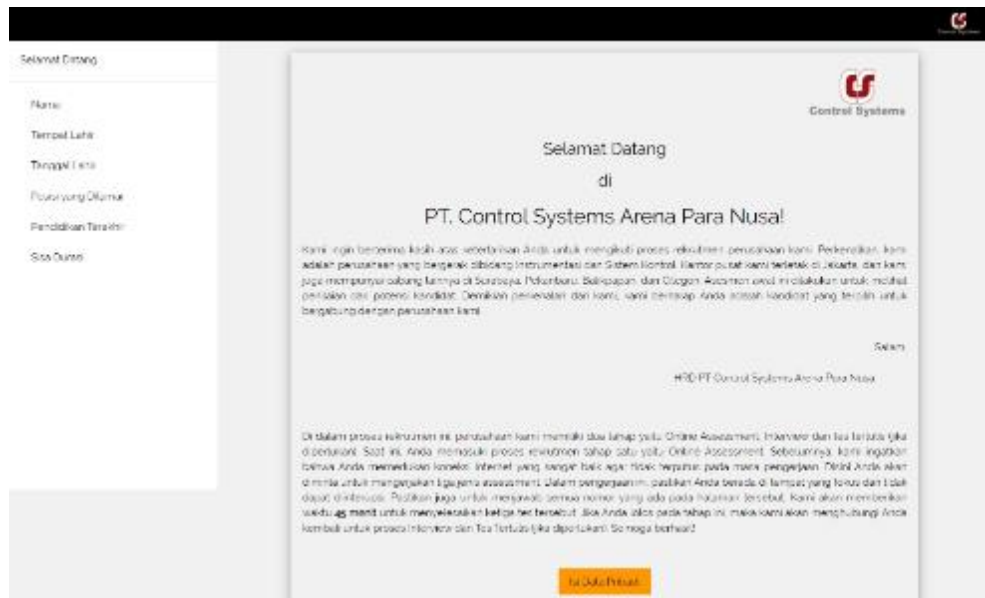 Control Systems
Selamat Datang
Nama
Tempat Lahir
Tanggal Lahir
Posisi yang Dilamar
Pendidikan Terakhir
Sisa Durasi
Control Systems
Selamat Datang
di
PT. Control Systems Arena Para Nusa!
Kami ingin berterima kasih atas ketertarikan Anda untuk mengikuti proses rekrutmen perusahaan kami. Perkenalkan, kami
adalah perusahaan yang bergerak dibidang Instrumentasi dan Sistem Kontrol. Kantor pusat kami terletak di Jakarta, dan kami
juga mempunyai cabang lainnya di Surabaya, Pekanbaru, Balikpapan, dan Cilegon. Asesmen awal ini dilakukan untuk melihat
penilaian dan potensi kandidat. Demikian perkenalan dari kami, kami berharap Anda adalah kandidat yang terpilih untuk
bergabung dengan perusahaan kami.
Salam
HRD PT Control Systems Arena Para Nusa
Di dalam proses rekrutmen ini, perusahaan kami memiliki dua tahap yaitu Online Assessment, Interview dan tes tertulis (jika
diperlukan). Saat ini, Anda memasuki proses rekrutmen tahap satu yaitu Online Assessment. Sebelumnya, kami ingatkan
bahwa Anda memerlukan koneksi internet yang sangat baik agar tidak terputus pada masa pengerjaan. Disini Anda akan
diminta untuk mengerjakan tiga jenis assessment. Dalam pengerjaan ini, pastikan Anda berada di tempat yang fokus dan tidak
dapat diinterupsi. Pastikan juga untuk menjawab semua nomor yang ada pada halaman tersebut. Kami akan memberikan
waktu 45 menit untuk menyelesaikan ketiga tes tersebut. Jika Anda lolos pada tahap ini, maka kami akan menghubungi Anda
kembali untuk proses Interview dan Tes Tertulis (jika diperlukan). Semoga berhasil!
Isi Data Pribadi